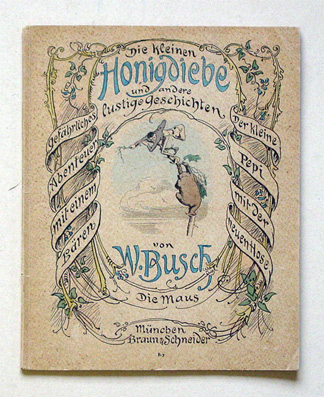 Die kleinen
Honigdiebe
und andere
lustige Geschichten
Gefährliches
Abenteuer
mit einem
Bären
Der kleine
Pepi
mit der
neuen Hose
von
W. Busch
Die Maus
München
Braun & Schneider